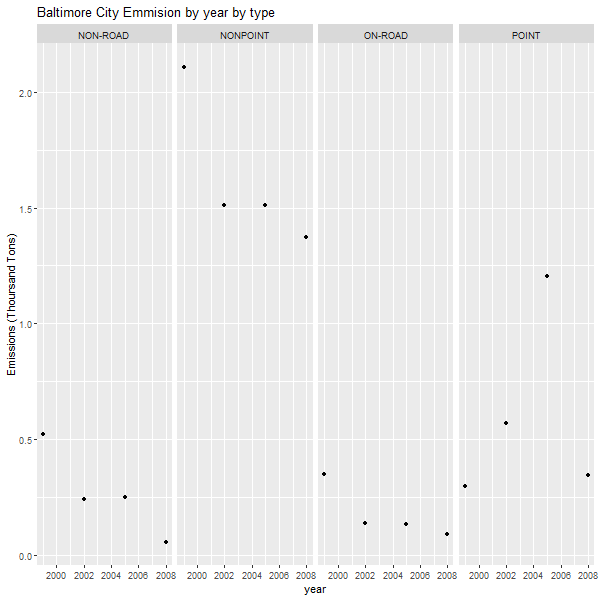 Baltimore City Emmision by year by type
NON-ROAD NONPOINT ON-ROAD POINT
Emissions (Thoursand Tons)
2.0
1.5
1.0
0.5
0.0
2000 2002 2004 2006 2008 2000 2002 2004 2006 2008 2000 2002 2004 2006 2008 2000 2002 2004 2006 2008
year